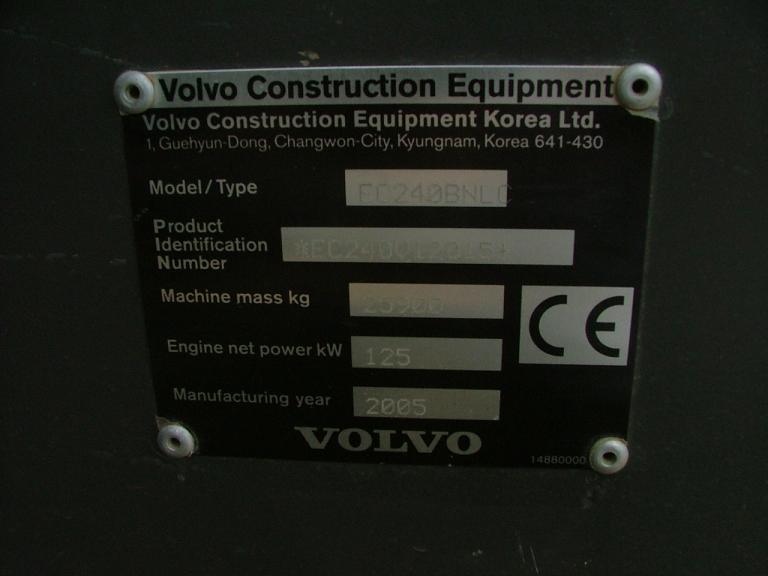 Volvo Construction Equipment
Volvo Construction Equipment Korea Ltd.
1, Guehyun-Dong, Changwon-City, Kyungnam, Korea 641-430
Model/Type EC240BNLC
Product
Identification
Number
Machine mass kg 25900
CE
Engine net power kW 125
Manufacturing year 2005
VOLVO
14880000